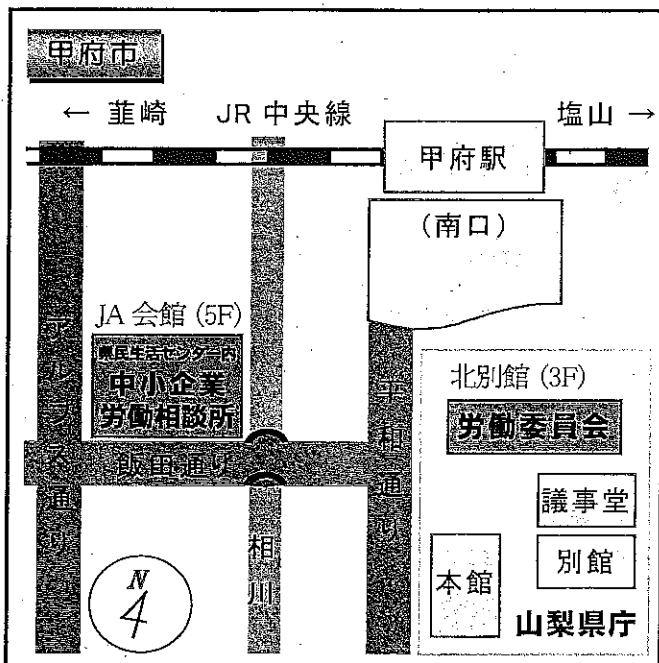 甲府市
← 韮崎
JR 中央線
塩山 →
甲府駅
(南口)
JA 会館 (5F)
県民生活センター内
中小企業
労働相談所
北別館 (3F)
労働委員会
アルプス通り
飯田通り
平和通り
議事堂
別館
本館
相川
山梨県庁
N